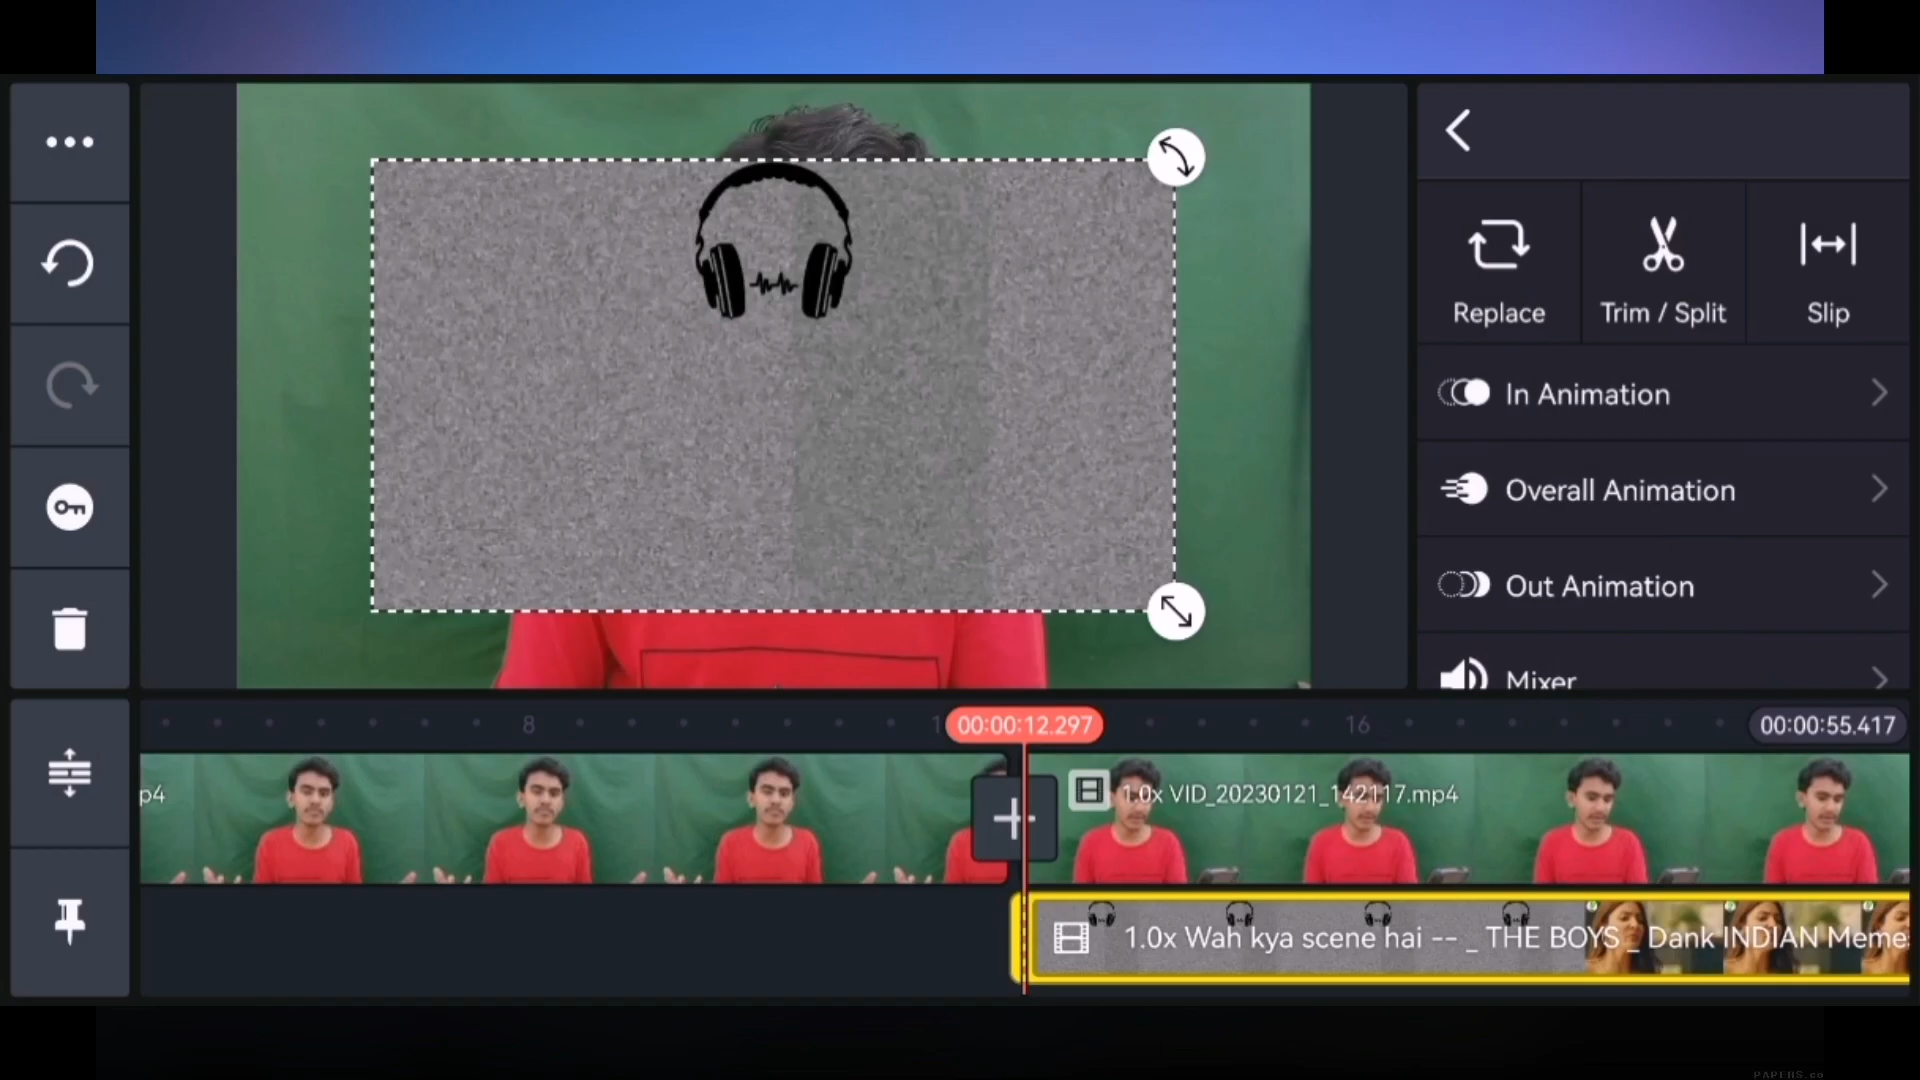 Replace
Trim / Split
Slip
In Animation
Overall Animation
Out Animation
Mixer
8
00:00:12.297
16
00:00:55.417
p4
1.0x VID_20230121_142117.mp4
1.0x Wah kya scene hai -- _ THE BOYS _ Dank INDIAN Meme
PAPERS.co